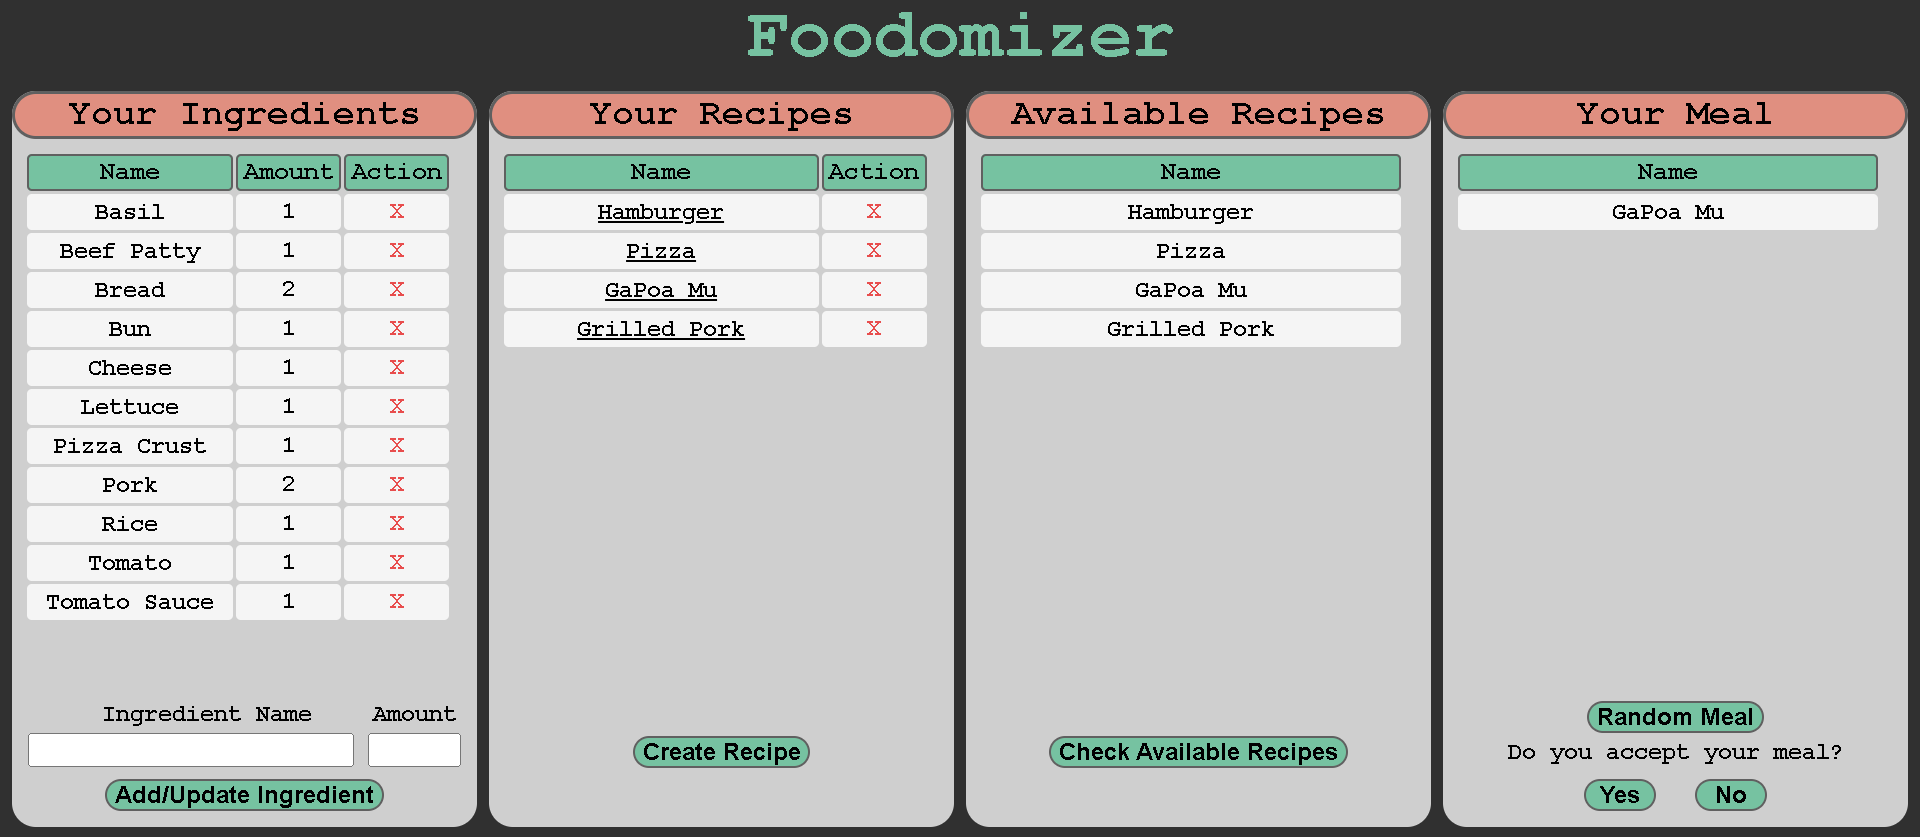 Foodomizer
Your Ingredients
Name Amount Action
Basil 1 X
Beef Patty 1 X
Bread 2 X
Bun 1 X
Cheese 1 X
Lettuce 1 X
Pizza Crust 1 X
Pork 2 X
Rice 1 X
Tomato 1 X
Tomato Sauce 1 X
Ingredient Name Amount
Add/Update Ingredient
Your Recipes
Name Action
Hamburger X
Pizza X
GaPoa Mu X
Grilled Pork X
Create Recipe
Available Recipes
Name
Hamburger
Pizza
GaPoa Mu
Grilled Pork
Check Available Recipes
Your Meal
Name
GaPoa Mu
Random Meal
Do you accept your meal?
Yes No